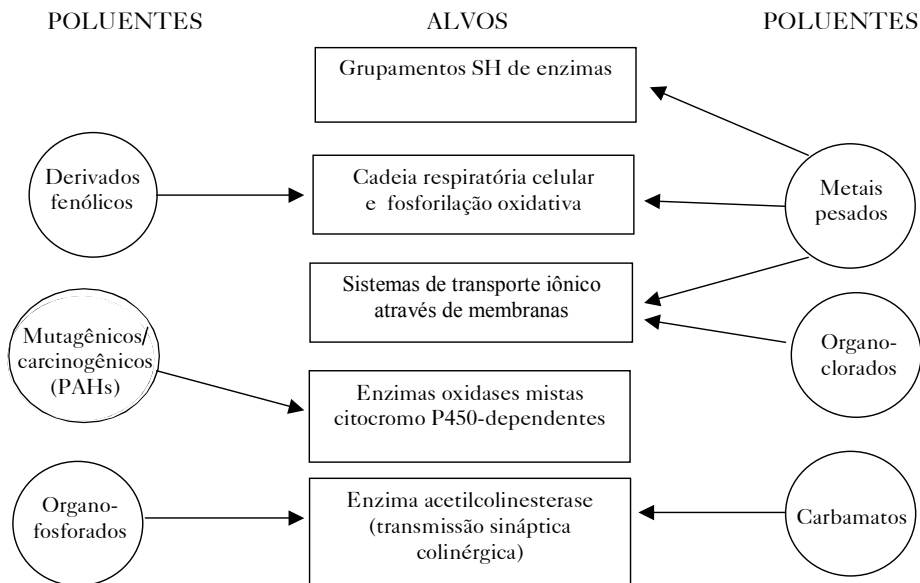 POLUENTES
ALVOS
POLUENTES
Grupamentos SH de enzimas
Derivados
fenólicos
Cadeia respiratória celular
e fosforilação oxidativa
Metais
pesados
Sistemas de transporte iônico
através de membranas
Mutagênicos/
carcinogênicos
(PAHs)
Organo-
clorados
Enzimas oxidases mistas
citocromo P450-dependentes
Organo-
fosforados
Enzima acetilcolinesterase
(transmissão sináptica
colinérgica)
Carbamatos